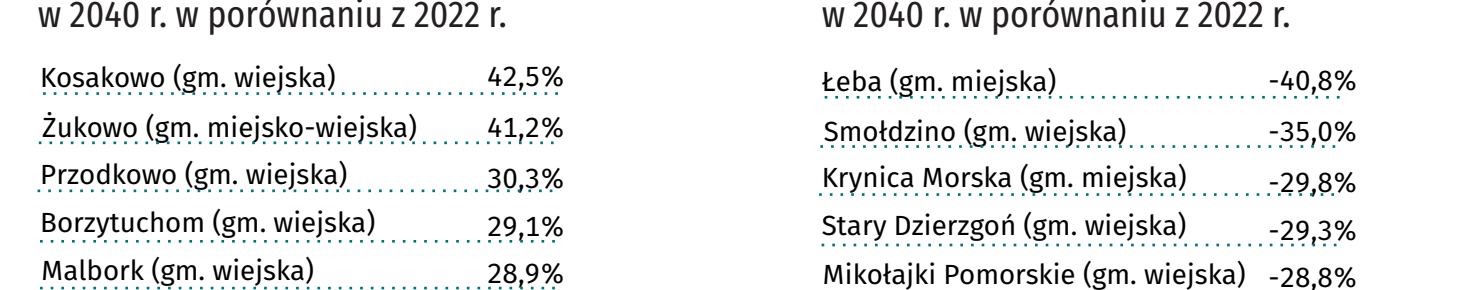 w 2040 r. w porównaniu z 2022 r.
Kosakowo (gm. wiejska) 42,5%
Żukowo (gm. miejsko-wiejska) 41,2%
Przodkowo (gm. wiejska) 30,3%
Borzytuchom (gm. wiejska) 29,1%
Malbork (gm. wiejska) 28,9%
w 2040 r. w porównaniu z 2022 r.
Łeba (gm. miejska) -40,8%
Smołdzino (gm. wiejska) -35,0%
Krynica Morska (gm. miejska) -29,8%
Stary Dzierzgoń (gm. wiejska) -29,3%
Mikołajki Pomorskie (gm. wiejska) -28,8%